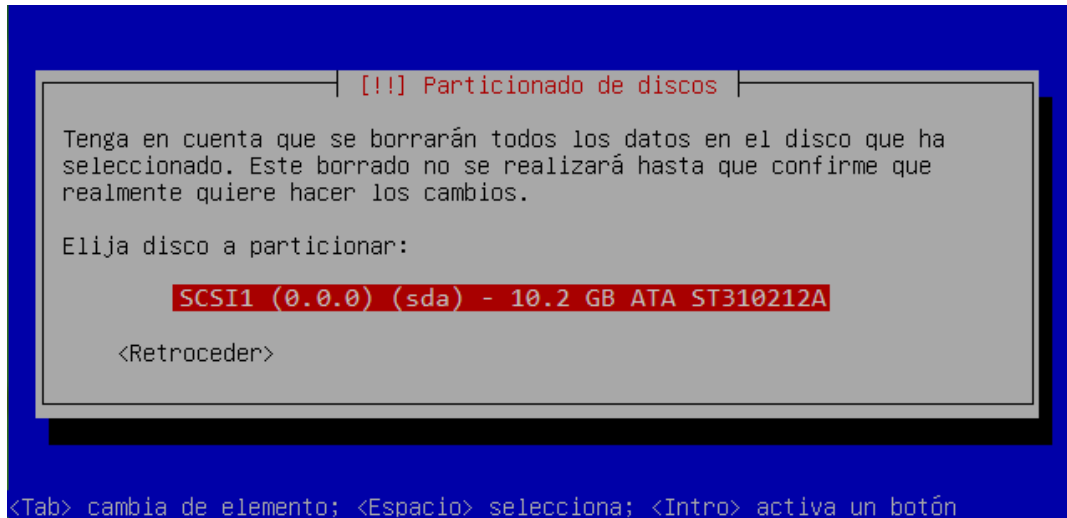 [!!] Particionado de discos
Tenga en cuenta que se borrarán todos los datos en el disco que ha
seleccionado. Este borrado no se realizará hasta que confirme que
realmente quiere hacer los cambios.
Elija disco a particionar:
SCSI1 (0.0.0) (sda) - 10.2 GB ATA ST310212A
<Retroceder>
<Tab> cambia de elemento; <Espacio> selecciona; <Intro> activa un botón